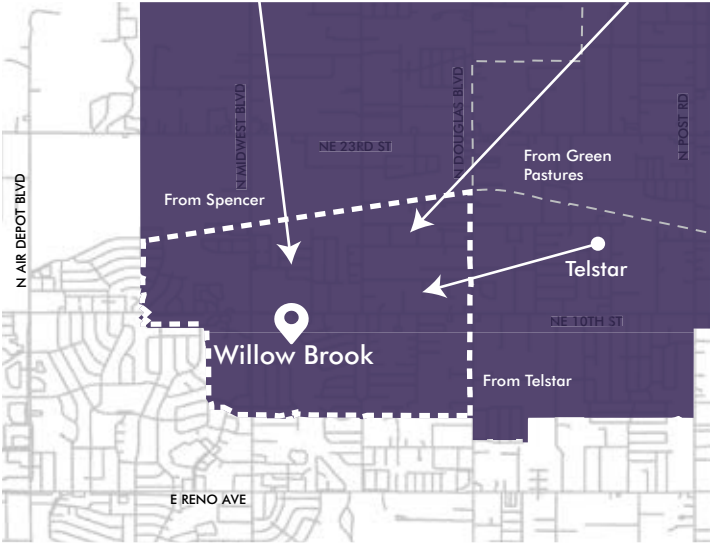 N MIDWEST BLVD
N DOUGLAS BLVD
N POST RD
NE 23RD ST
From Green
Pastures
N AIR DEPOT BLVD
From Spencer
Telstar
NE 10TH ST
Willow Brook
From Telstar
E RENO AVE